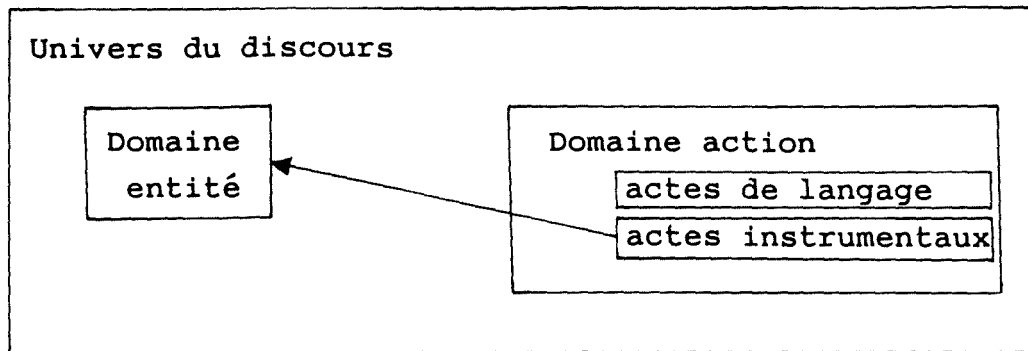 Univers du discours
Domaine
entité
Domaine action
actes de langage
actes instrumentaux